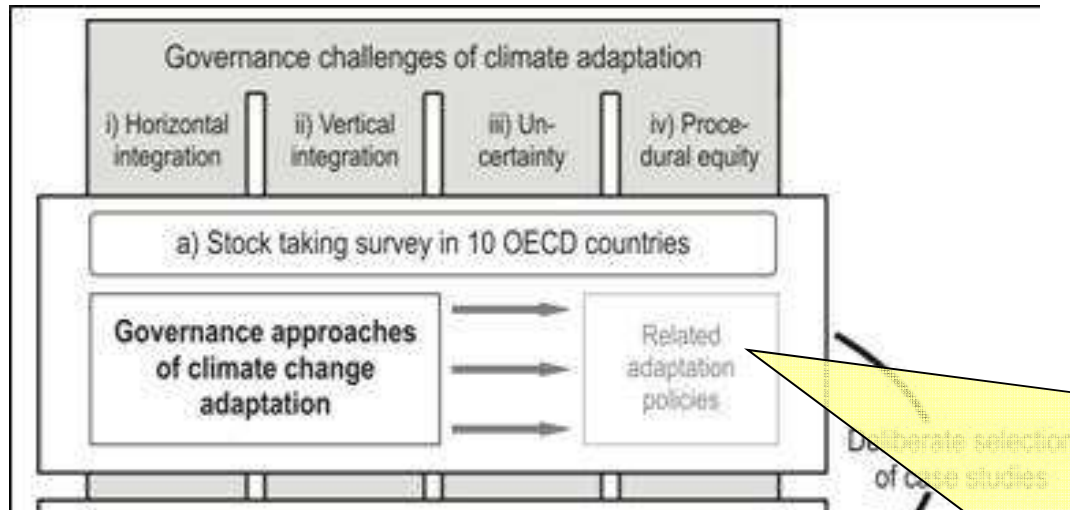 Governance challenges of climate adaptation
i) Horizontal
integration
ii) Vertical
integration
iii) Un-
certainty
iv) Proce-
dural equity
a) Stock taking survey in 10 OECD countries
Governance approaches
of climate change
adaptation
Related
adaptation
policies
Deliberate selection
of case studies